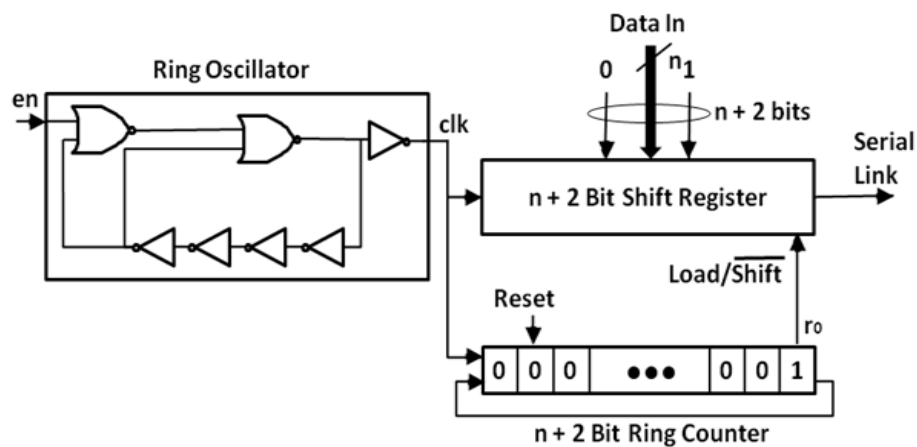 Data In
Ring Oscillator
0
n
1
en
clk
n + 2 bits
Serial
Link
n + 2 Bit Shift Register
Load/Shift
Reset
r₀
0 0 0 ••• 0 0 1
n + 2 Bit Ring Counter